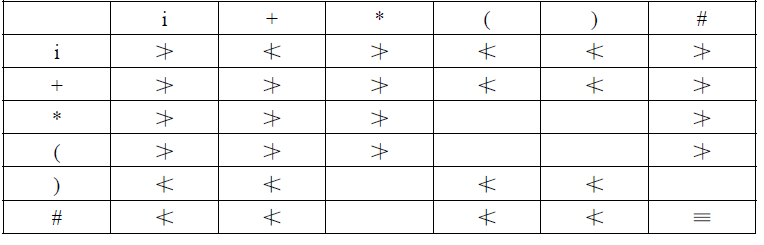 i + * ( ) #
i ⋗ ⋖ ⋗ ⋖ ⋖ ⋗
+ ⋗ ⋗ ⋗ ⋖ ⋖ ⋗
* ⋗ ⋗ ⋗ ⋗
( ⋗ ⋗ ⋗ ⋗
) ⋖ ⋖ ⋖ ⋖
# ⋖ ⋖ ⋖ ⋖ ≡